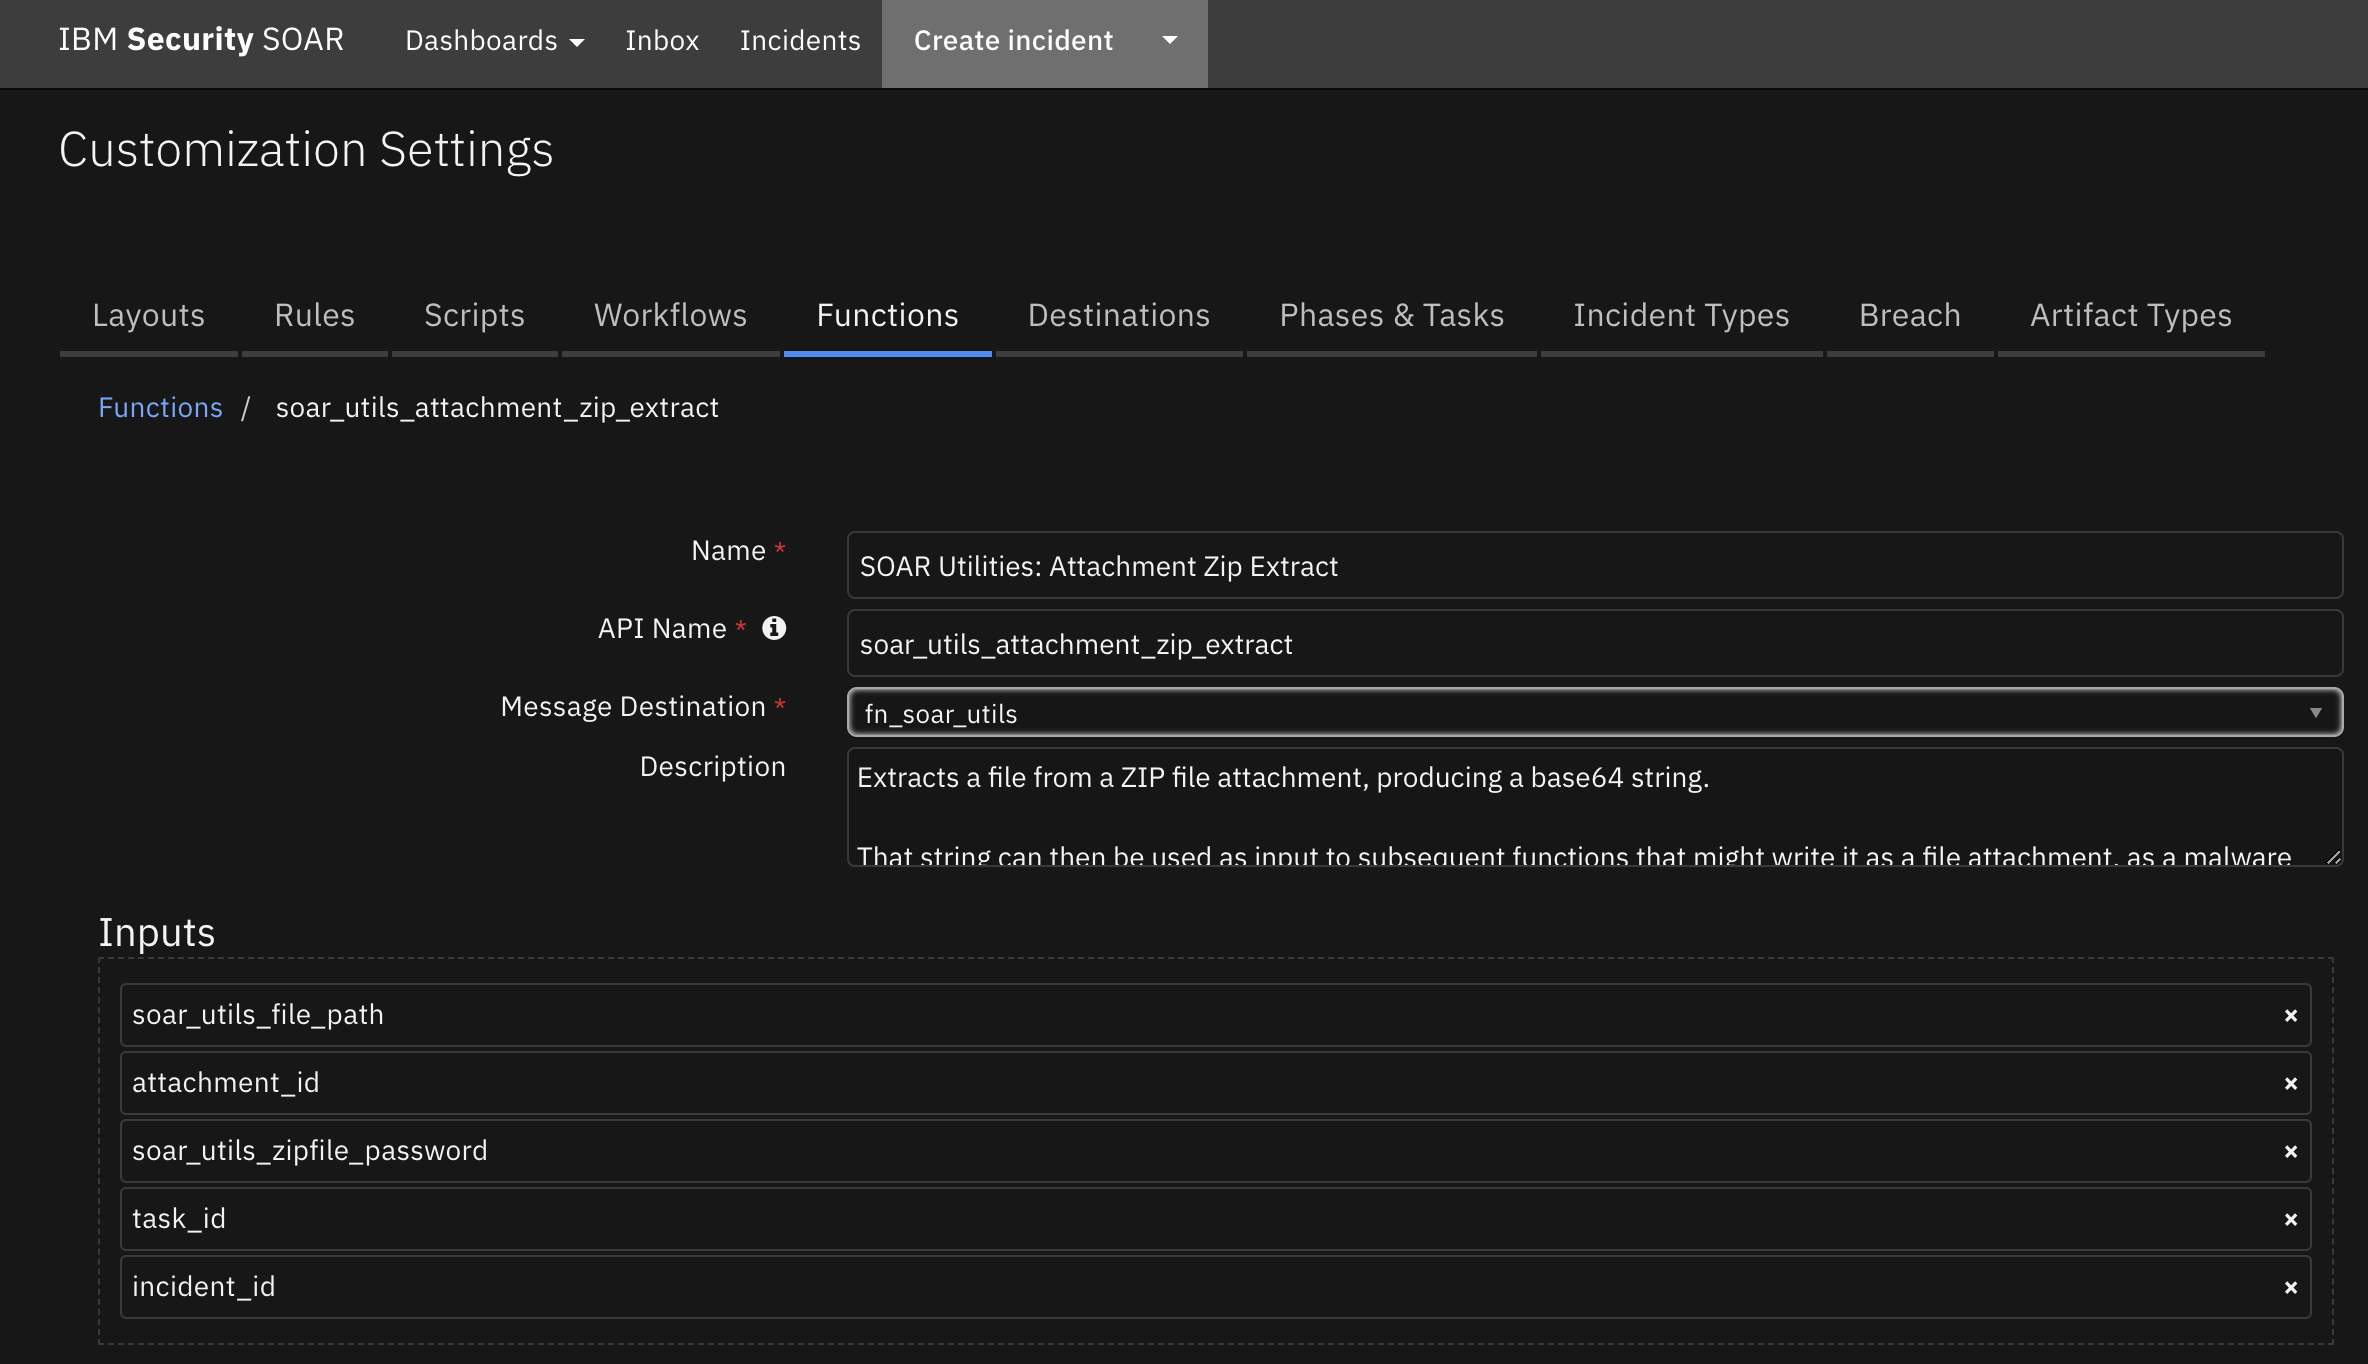 IBM Security SOAR Dashboards Inbox Incidents Create incident
Customization Settings
Layouts Rules Scripts Workflows Functions Destinations Phases & Tasks Incident Types Breach Artifact Types
Functions / soar_utils_attachment_zip_extract
Name * SOAR Utilities: Attachment Zip Extract
API Name * soar_utils_attachment_zip_extract
Message Destination * fn_soar_utils
Description Extracts a file from a ZIP file attachment, producing a base64 string.
That string can then be used as input to subsequent functions that might write it as a file attachment, as a malware
Inputs
soar_utils_file_path
attachment_id
soar_utils_zipfile_password
task_id
incident_id